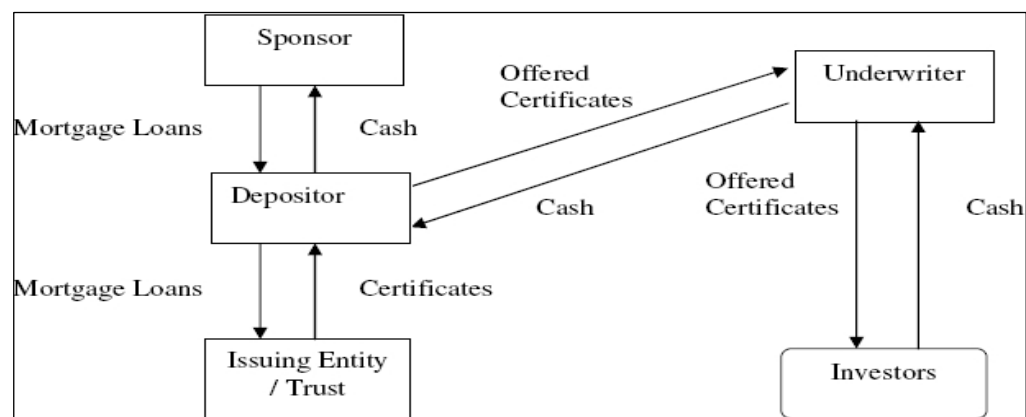 Sponsor
Underwriter
Offered
Certificates
Mortgage Loans
Cash
Depositor
Offered
Certificates
Cash
Cash
Mortgage Loans
Certificates
Issuing Entity
/ Trust
Investors